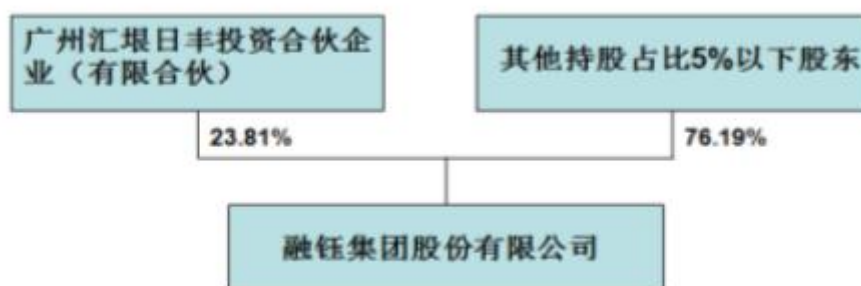 广州汇垠日丰投资合伙企
业（有限合伙）
其他持股占比5%以下股东
23.81%
76.19%
融钰集团股份有限公司